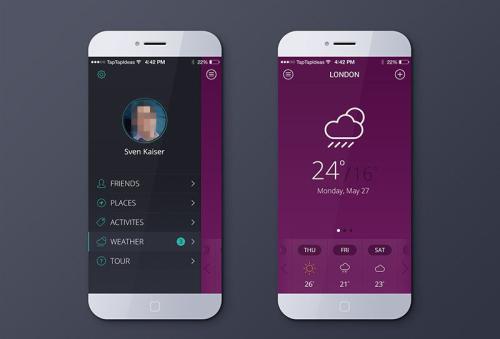 TapTapIdeas 4:42 PM 22%
Sven Kaiser
FRIENDS
PLACES
ACTIVITES
WEATHER 3
TOUR
TapTapIdeas 4:42 PM 22%
LONDON
24°/16°
Monday, May 27
THU FRI SAT
26° 21° 23°